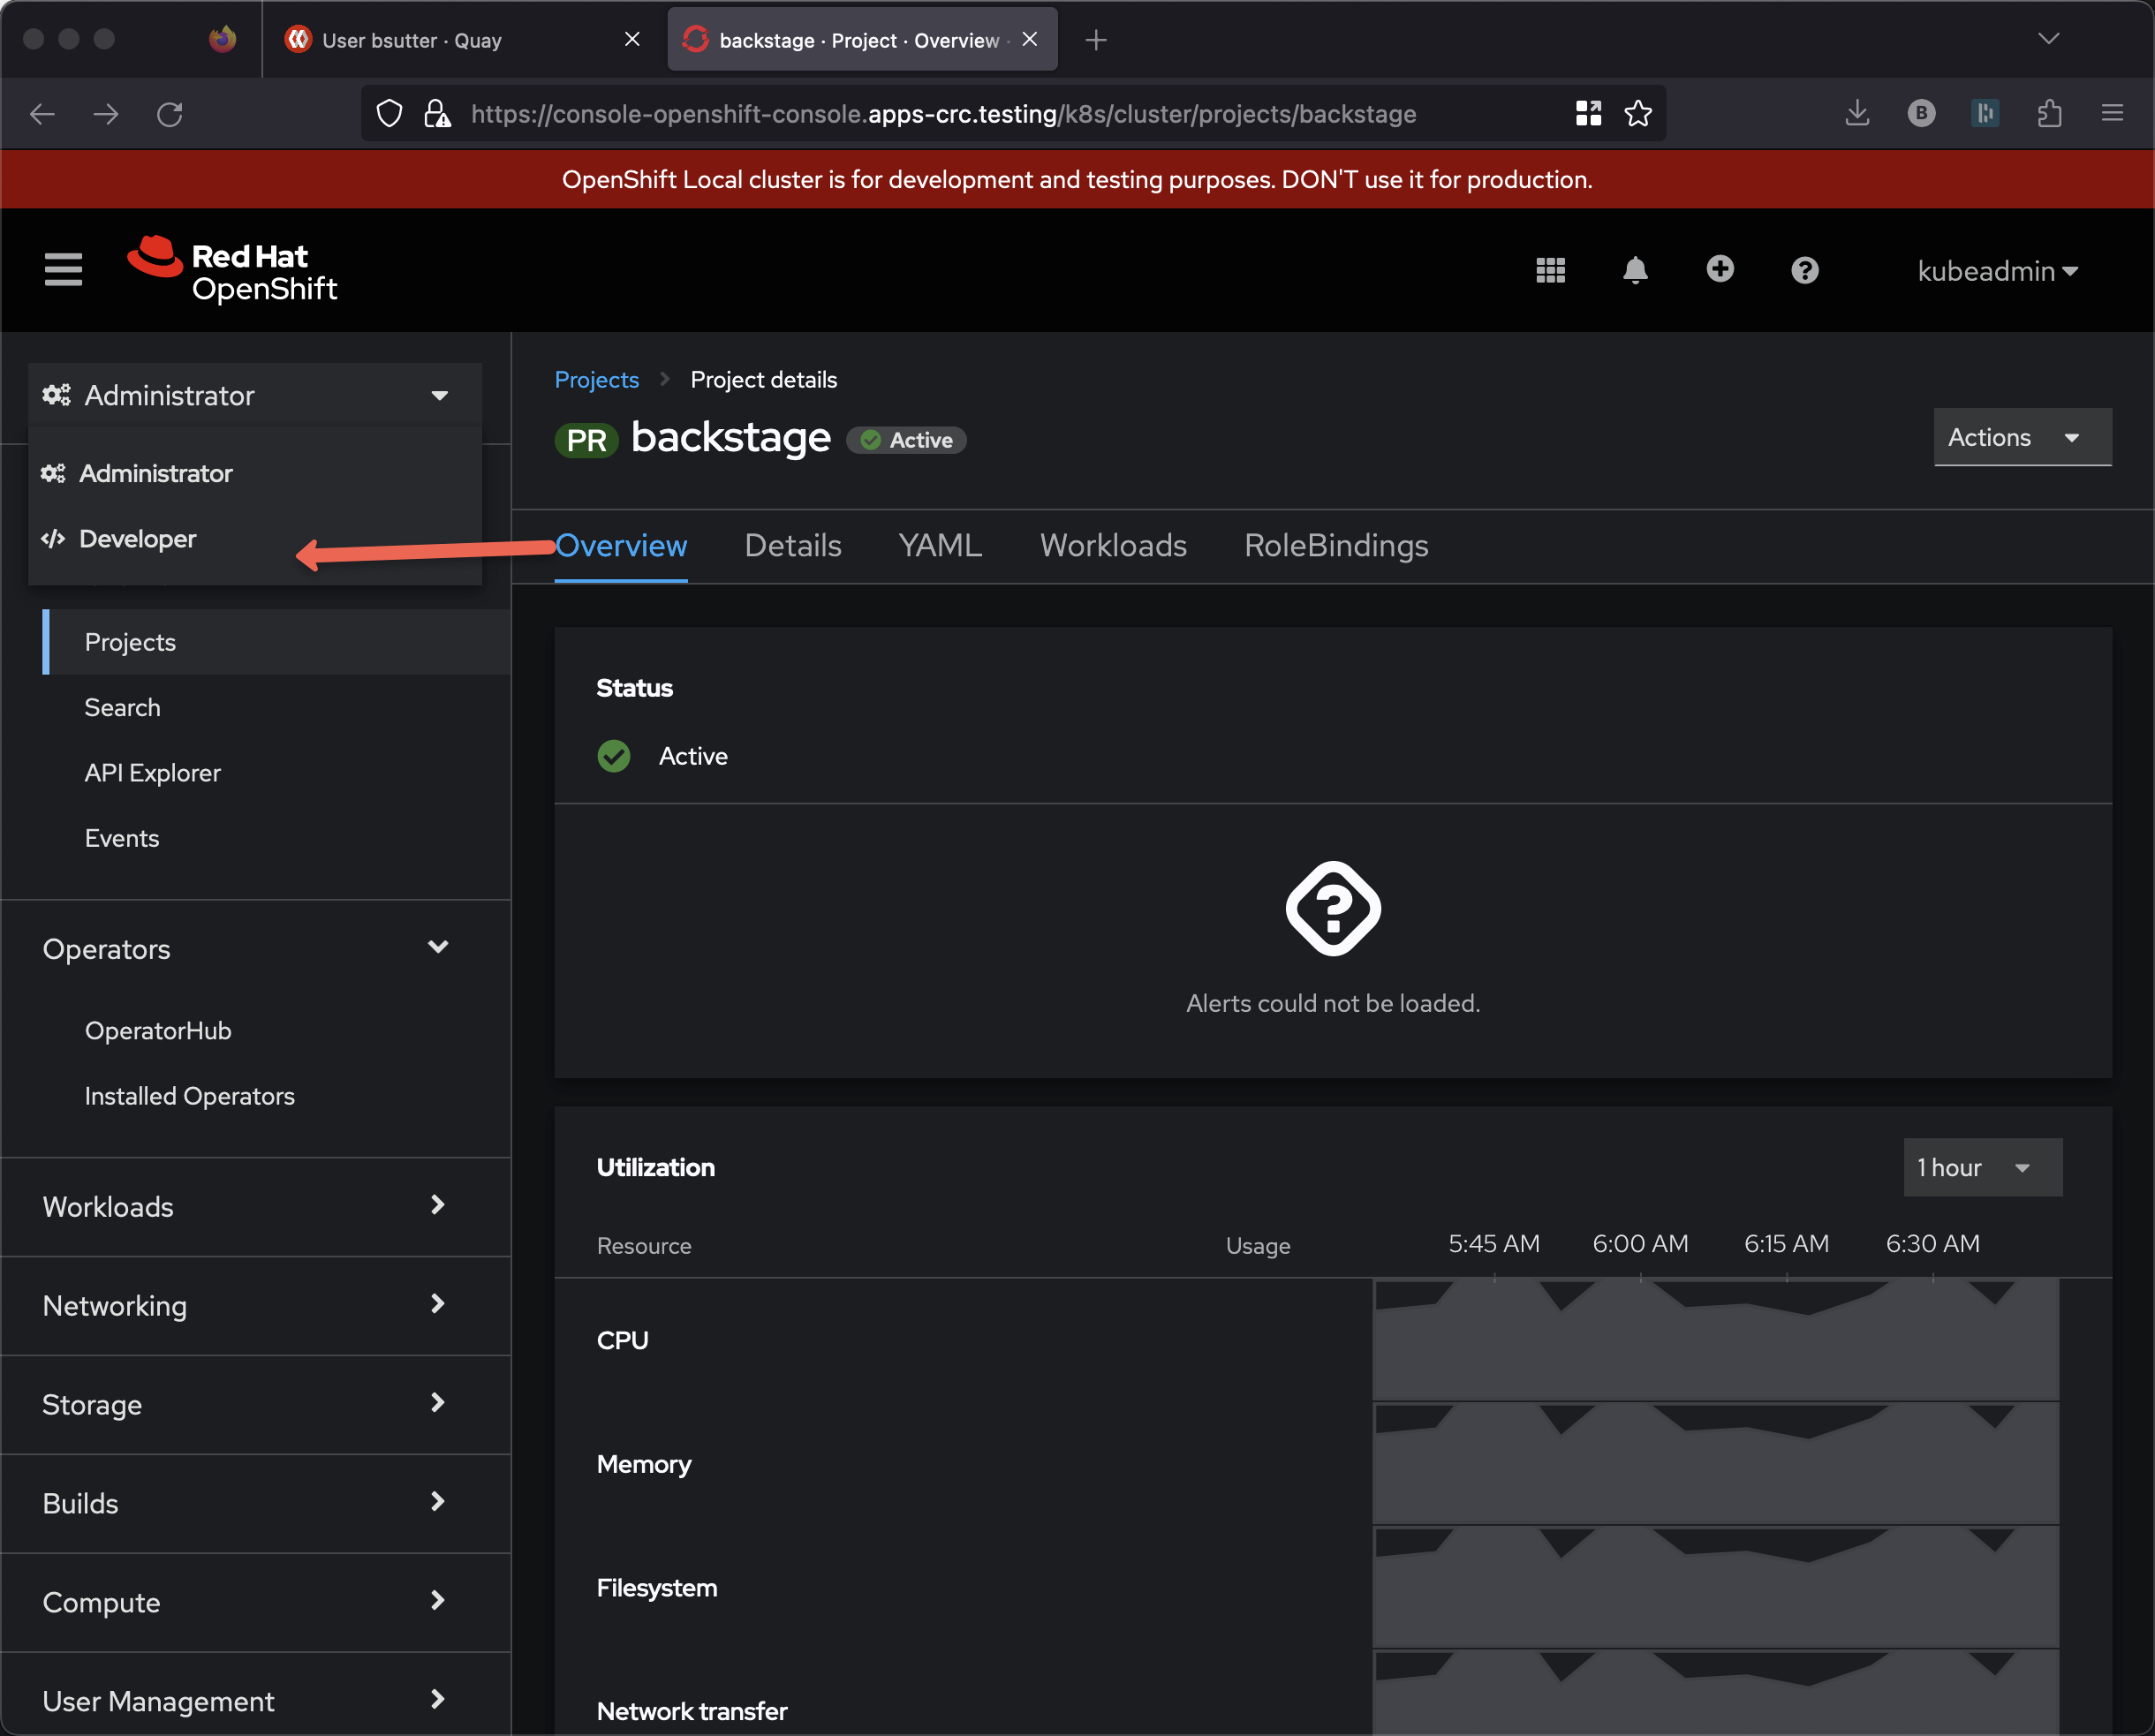 User bsutter · Quay
backstage · Project · Overview ·
https://console-openshift-console.apps-crc.testing/k8s/cluster/projects/backstage
B
OpenShift Local cluster is for development and testing purposes. DON'T use it for production.
Red Hat
OpenShift
kubeadmin
Administrator
Administrator
Developer
Projects
Search
API Explorer
Events
Operators
OperatorHub
Installed Operators
Workloads
Networking
Storage
Builds
Compute
User Management
Projects
Project details
PR backstage
Active
Actions
Overview
Details
YAML
Workloads
RoleBindings
Status
Active
Alerts could not be loaded.
Utilization
1 hour
Resource
Usage
5:45 AM
6:00 AM
6:15 AM
6:30 AM
CPU
Memory
Filesystem
Network transfer